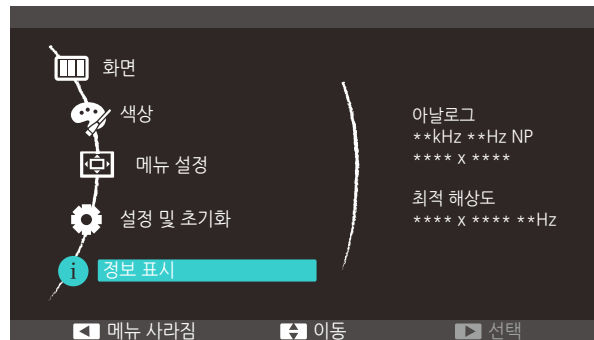 화면
색상
메뉴 설정
설정 및 초기화
i 정보 표시
아날로그
**kHz **Hz NP
**** x ****
최적 해상도
**** x **** **Hz
메뉴 사라짐 이동 선택